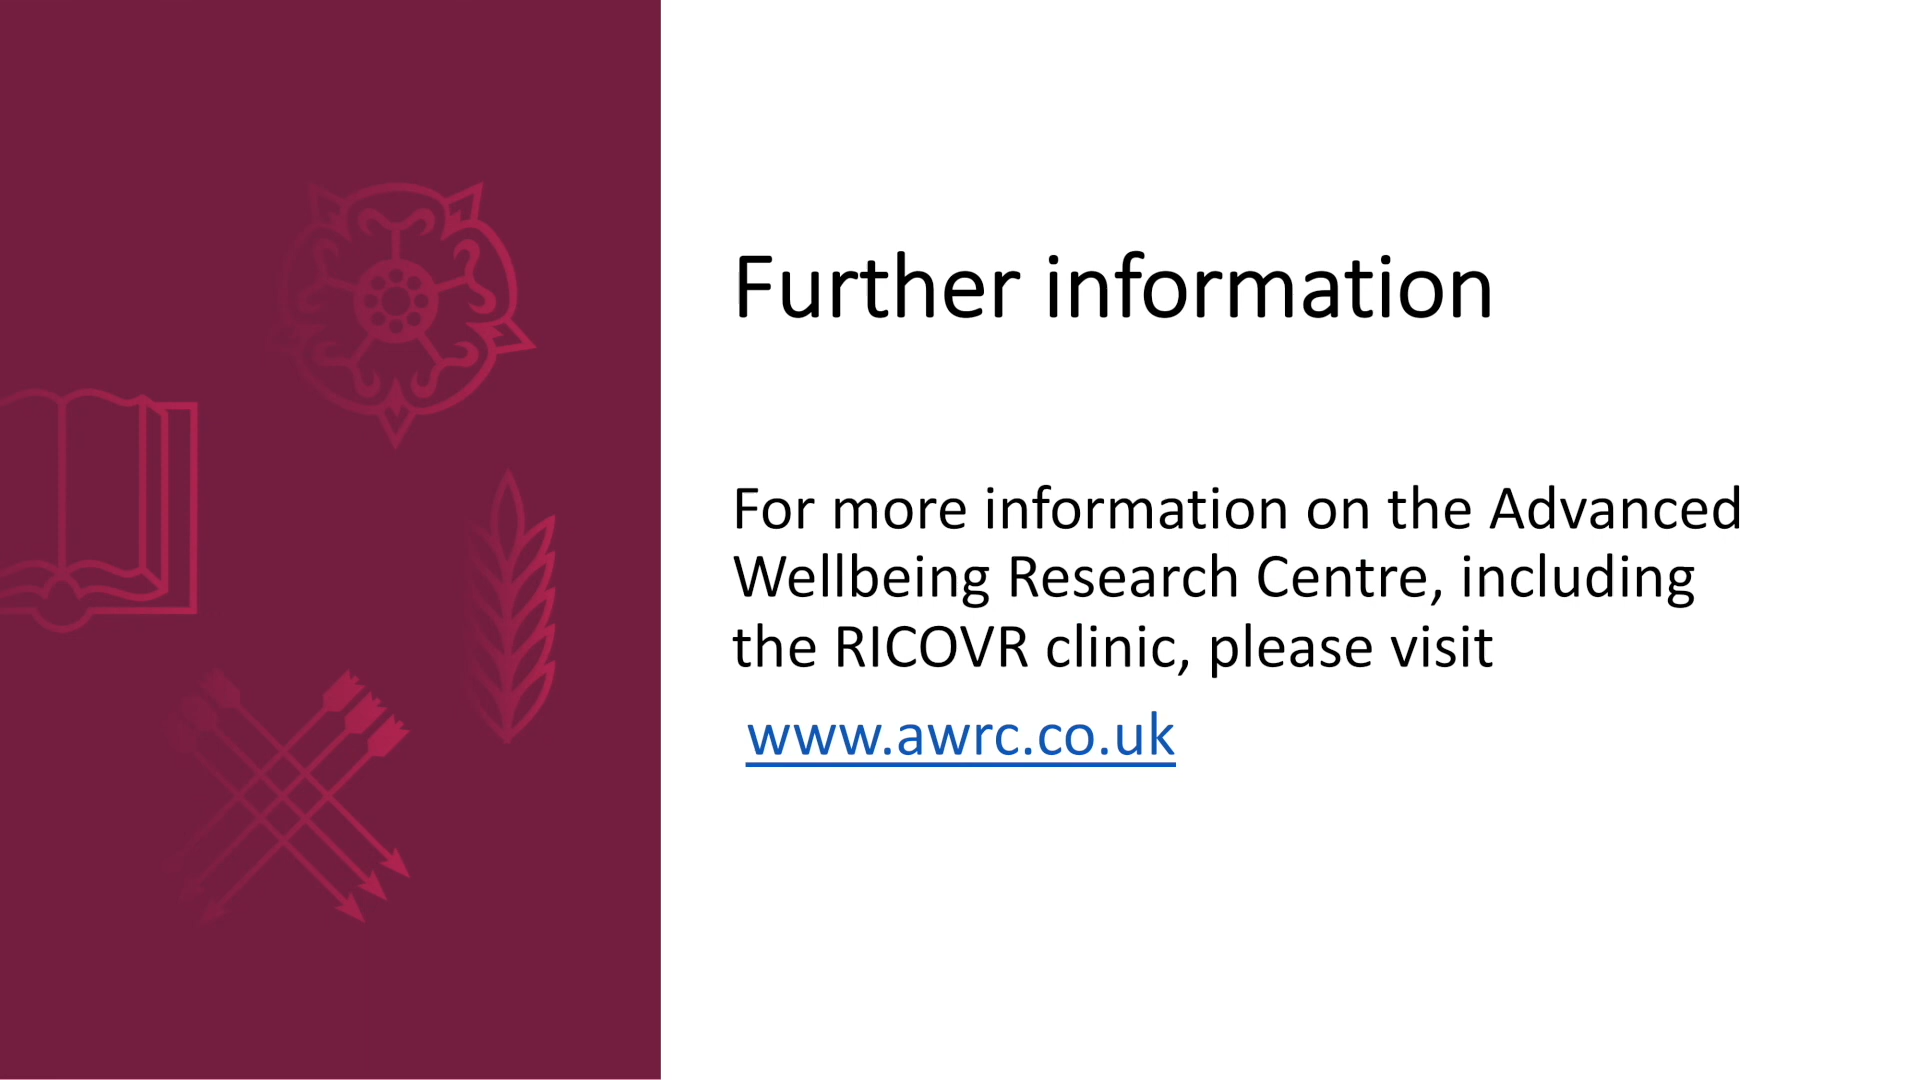 Further information
For more information on the Advanced
Wellbeing Research Centre, including
the RICOVR clinic, please visit
www.awrc.co.uk